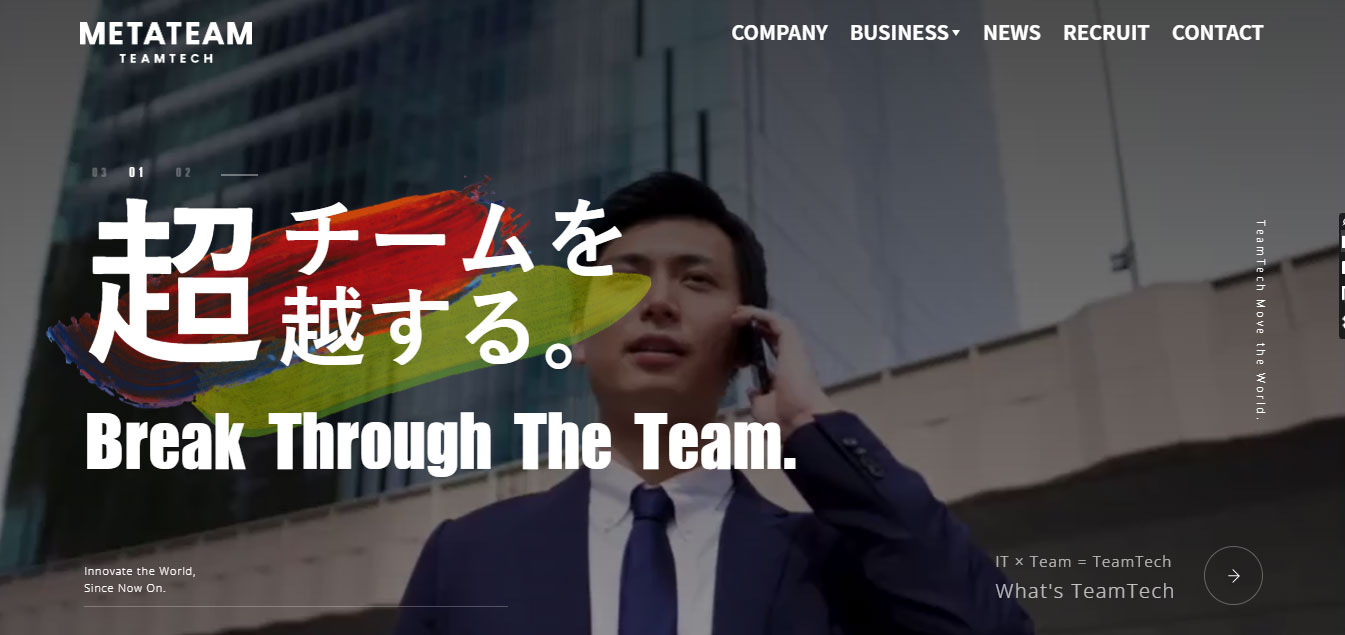 METATEAM
TEAMTECH
COMPANY BUSINESS NEWS RECRUIT CONTACT
03 01 02
超チームを
越する。
Break Through The Team.
TeamTech Move the World.
Innovate the World,
Since Now On.
IT × Team = TeamTech
What's TeamTech